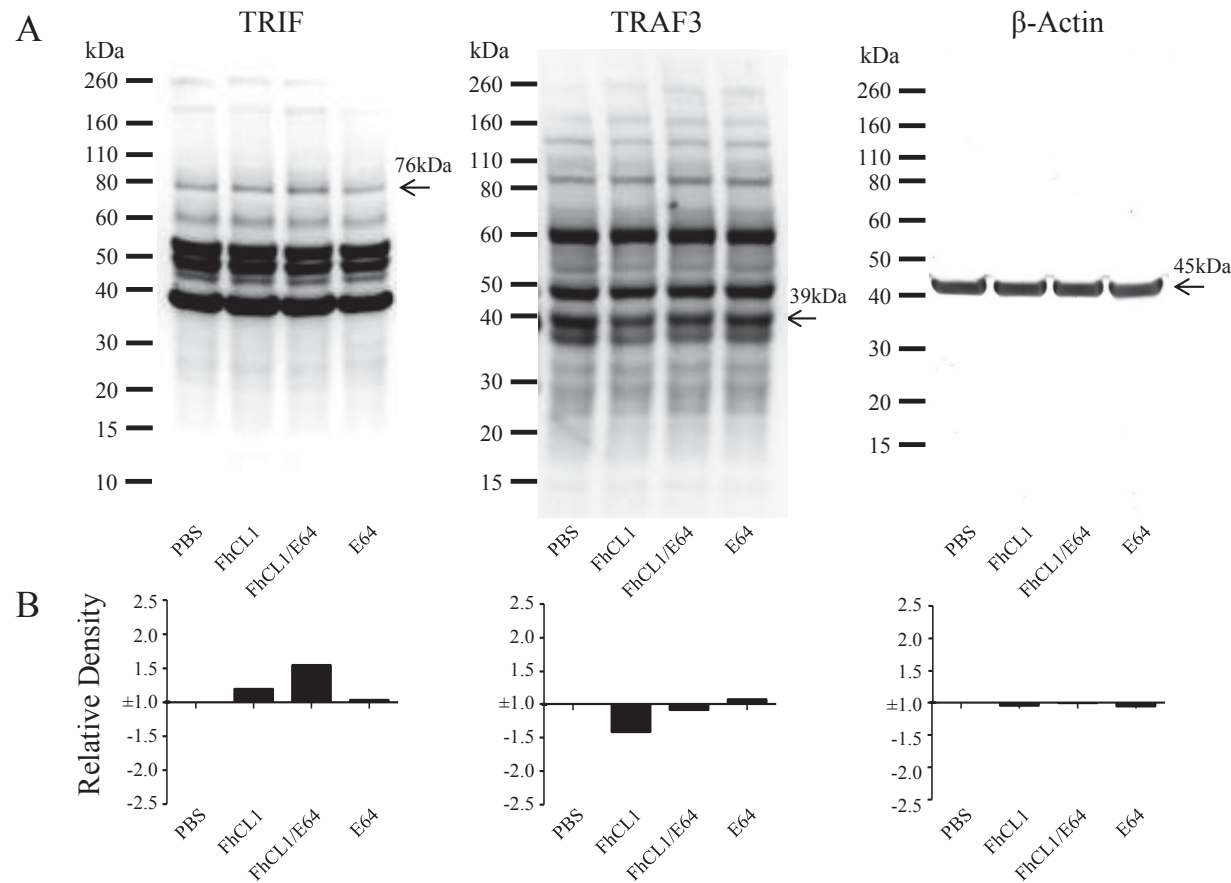 A
TRIF
kDa
260
160
110
80
60
50
40
30
20
15
10
76kDa
PBS
FhCL1
FhCL1/E64
E64
TRAF3
260
160
110
80
60
50
40
30
20
15
39kDa
PBS
FhCL1
FhCL1/E64
E64
β-Actin
kDa
260
160
110
80
60
50
40
30
20
15
45kDa
PBS
FhCL1
FhCL1/E64
E64
B
Relative Density
2.5
2.0
1.5
±1.0
-1.5
-2.0
-2.5
PBS
FhCL1
FhCL1/E64
E64
2.5
2.0
1.5
±1.0
-1.5
-2.0
-2.5
PBS
FhCL1
FhCL1/E64
E64
2.5
2.0
1.5
±1.0
-1.5
-2.0
-2.5
PBS
FhCL1
FhCL1/E64
E64